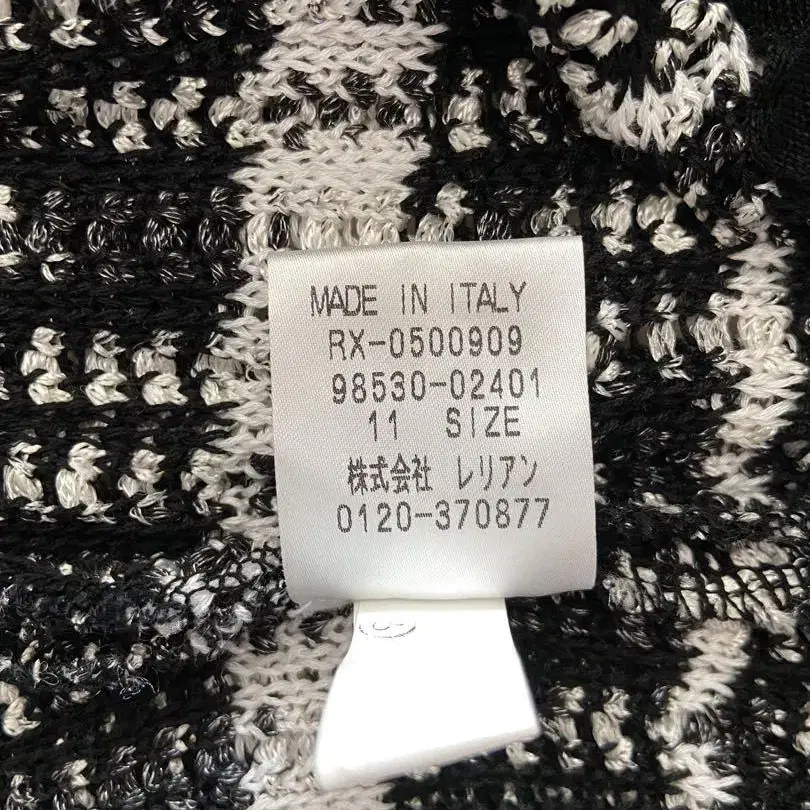 MADE IN ITALY
RX-0500909
98530-02401
11 SIZE
株式会社 レリアン
0120-370877